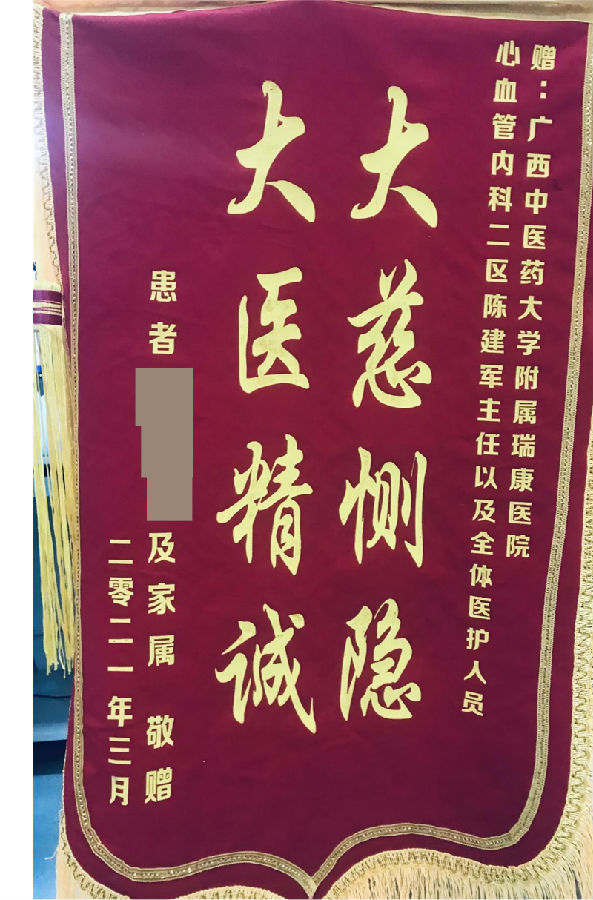 赠：广西中医药大学附属瑞康医院
心血管内科二区陈建军主任以及全体医护人员
大慈恻隐
大医精诚
患者 及家属 敬赠
二零二一年三月